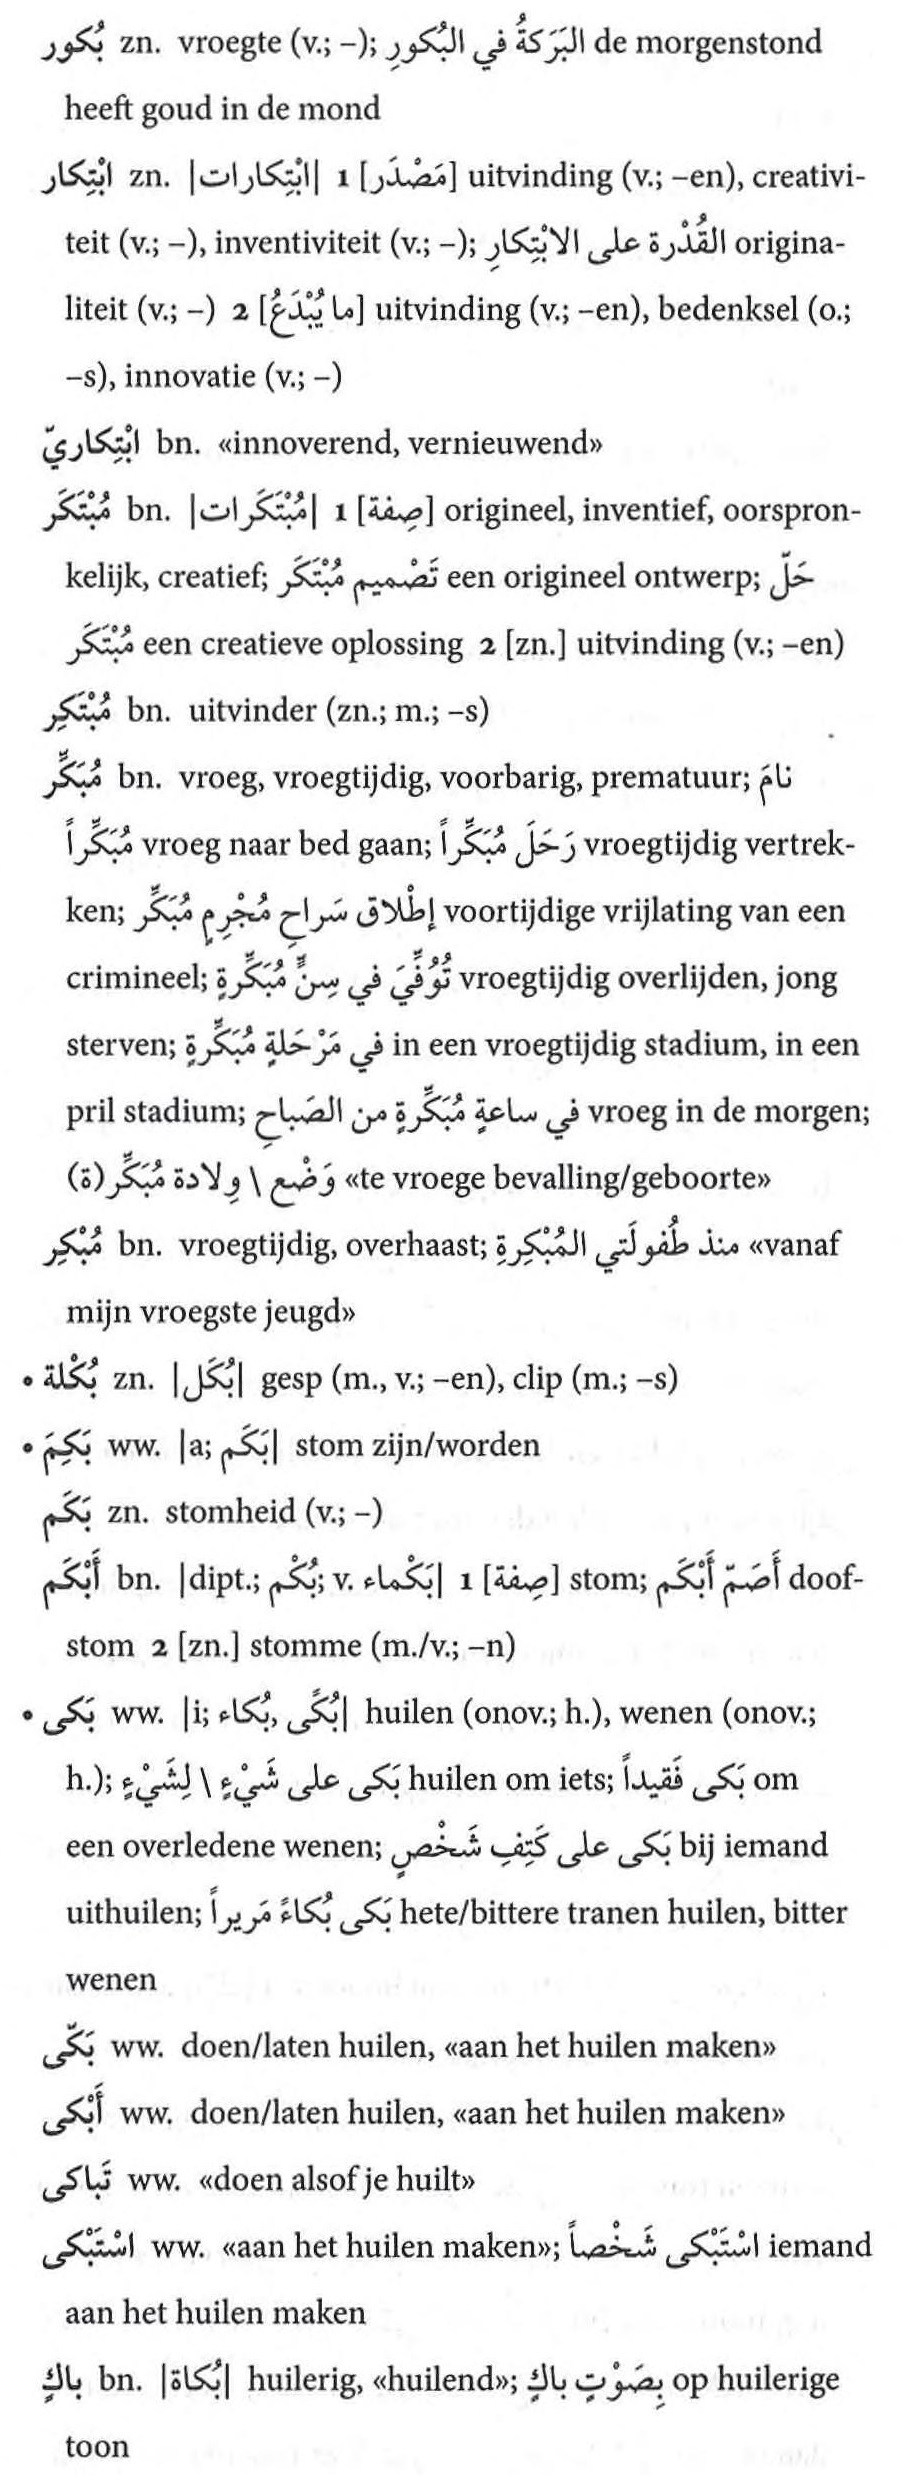 بُكور zn. vroegte (v.; –); البَرَكةُ في البُكورِ de morgenstond
heeft goud in de mond
ابْتِكار zn. |ابْتِكارات| 1 [مَصْدَر] uitvinding (v.; –en), creativi-
teit (v.; –), inventiviteit (v.; –); القُدْرة على الابْتِكارِ origina-
liteit (v.; –) 2 [ما يُبْدَعُ] uitvinding (v.; –en), bedenksel (o.;
–s), innovatie (v.; –)
ابْتِكاريّ bn. «innoverend, vernieuwend»
مُبْتَكَر bn. |مُبْتَكَرات| 1 [صِفة] origineel, inventief, oorspron-
kelijk, creatief; تَصْميم مُبْتَكَر een origineel ontwerp; حَلّ
مُبْتَكَر een creatieve oplossing 2 [zn.] uitvinding (v.; –en)
مُبْتَكِر bn. uitvinder (zn.; m.; –s)
مُبَكِّر bn. vroeg, vroegtijdig, voorbarig, prematuur; نامَ
مُبَكِّراً vroeg naar bed gaan; رَحَلَ مُبَكِّراً vroegtijdig vertrek-
ken; إطْلاق سَراحِ مُجْرِمٍ مُبَكِّر voortijdige vrijlating van een
crimineel; تُوُفِّيَ في سِنٍّ مُبَكِّرةٍ vroegtijdig overlijden, jong
sterven; في مَرْحَلةٍ مُبَكِّرةٍ in een vroegtijdig stadium, in een
pril stadium; في ساعةٍ مُبَكِّرةٍ من الصَباحِ vroeg in de morgen;
وَضْع \ وِلادة مُبَكِّر(ة) «te vroege bevalling/geboorte»
مُبْكِر bn. vroegtijdig, overhaast; منذ طُفولَتي المُبْكِرةِ «vanaf
mijn vroegste jeugd»
• بُكْلة zn. |بُكَل| gesp (m., v.; –en), clip (m.; –s)
• بَكِمَ ww. |a; بَكَم| stom zijn/worden
بَكَم zn. stomheid (v.; –)
أَبْكَم bn. |dipt.; بُكْم; v. بَكْماء| 1 [صِفة] stom; أَصَمّ أَبْكَم doof-
stom 2 [zn.] stomme (m./v.; –n)
• بَكى ww. |i; بُكاء, بُكًى| huilen (onov.; h.), wenen (onov.;
h.); بَكى على شَيْءٍ \ لِشَيْءٍ huilen om iets; بَكى فَقيداً om
een overledene wenen; بَكى على كَتِفِ شَخْصٍ bij iemand
uithuilen; بَكى بُكاءً مَريراً hete/bittere tranen huilen, bitter
wenen
بَكّى ww. doen/laten huilen, «aan het huilen maken»
أَبْكى ww. doen/laten huilen, «aan het huilen maken»
تَباكى ww. «doen alsof je huilt»
اسْتَبْكى ww. «aan het huilen maken»; اسْتَبْكى شَخْصاً iemand
aan het huilen maken
باكٍ bn. |بُكاة| huilerig, «huilend»; بِصَوْتٍ باكٍ op huilerige
toon